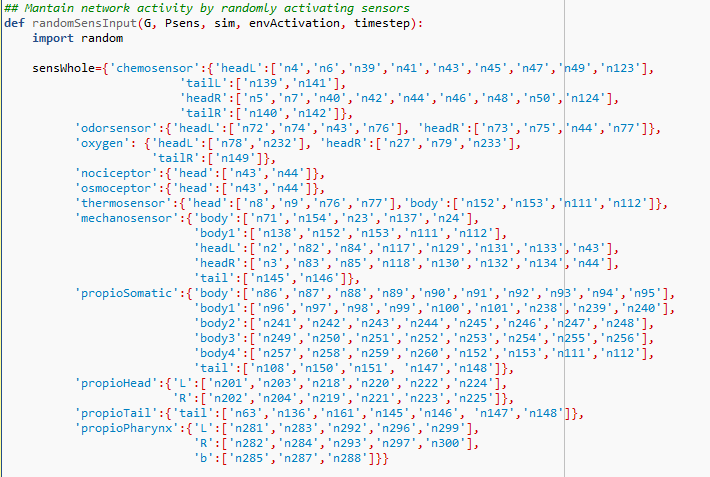 ## Mantain network activity by randomly activating sensors
def randomSensInput(G, Psens, sim, envActivation, timestep):
    import random

    sensWhole={'chemosensor':{'headL':['n4','n6','n39','n41','n43','n45','n47','n49','n123'],
                          'tailL':['n139','n141'],
                          'headR':['n5','n7','n40','n42','n44','n46','n48','n50','n124'],
                          'tailR':['n140','n142']},
          'odorsensor':{'headL':['n72','n74','n43','n76'], 'headR':['n73','n75','n44','n77']},
          'oxygen': {'headL':['n78','n232'], 'headR':['n27','n79','n233'],
                     'tailR':['n149']},
          'nociceptor':{'head':['n43','n44']},
          'osmoceptor':{'head':['n43','n44']},
          'thermosensor':{'head':['n8','n9','n76','n77'],'body':['n152','n153','n111','n112']},
          'mechanosensor':{'body':['n71','n154','n23','n137','n24'],
                           'body1':['n138','n152','n153','n111','n112'],
                           'headL':['n2','n82','n84','n117','n129','n131','n133','n43'],
                           'headR':['n3','n83','n85','n118','n130','n132','n134','n44'],
                           'tail':['n145','n146']},
          'propioSomatic':{'body':['n86','n87','n88','n89','n90','n91','n92','n93','n94','n95'],
                           'body1':['n96','n97','n98','n99','n100','n101','n238','n239','n240'],
                           'body2':['n241','n242','n243','n244','n245','n246','n247','n248'],
                           'body3':['n249','n250','n251','n252','n253','n254','n255','n256'],
                           'body4':['n257','n258','n259','n260','n152','n153','n111','n112'],
                           'tail':['n108','n150','n151', 'n147','n148']},
          'propioHead':{'L':['n201','n203','n218','n220','n222','n224'],
                        'R':['n202','n204','n219','n221','n223','n225']},
          'propioTail':{'tail':['n63','n136','n161','n145','n146', 'n147','n148']},
          'propioPharynx':{'L':['n281','n283','n292','n296','n299'],
                           'R':['n282','n284','n293','n297','n300'],
                           'b':['n285','n287','n288']}}